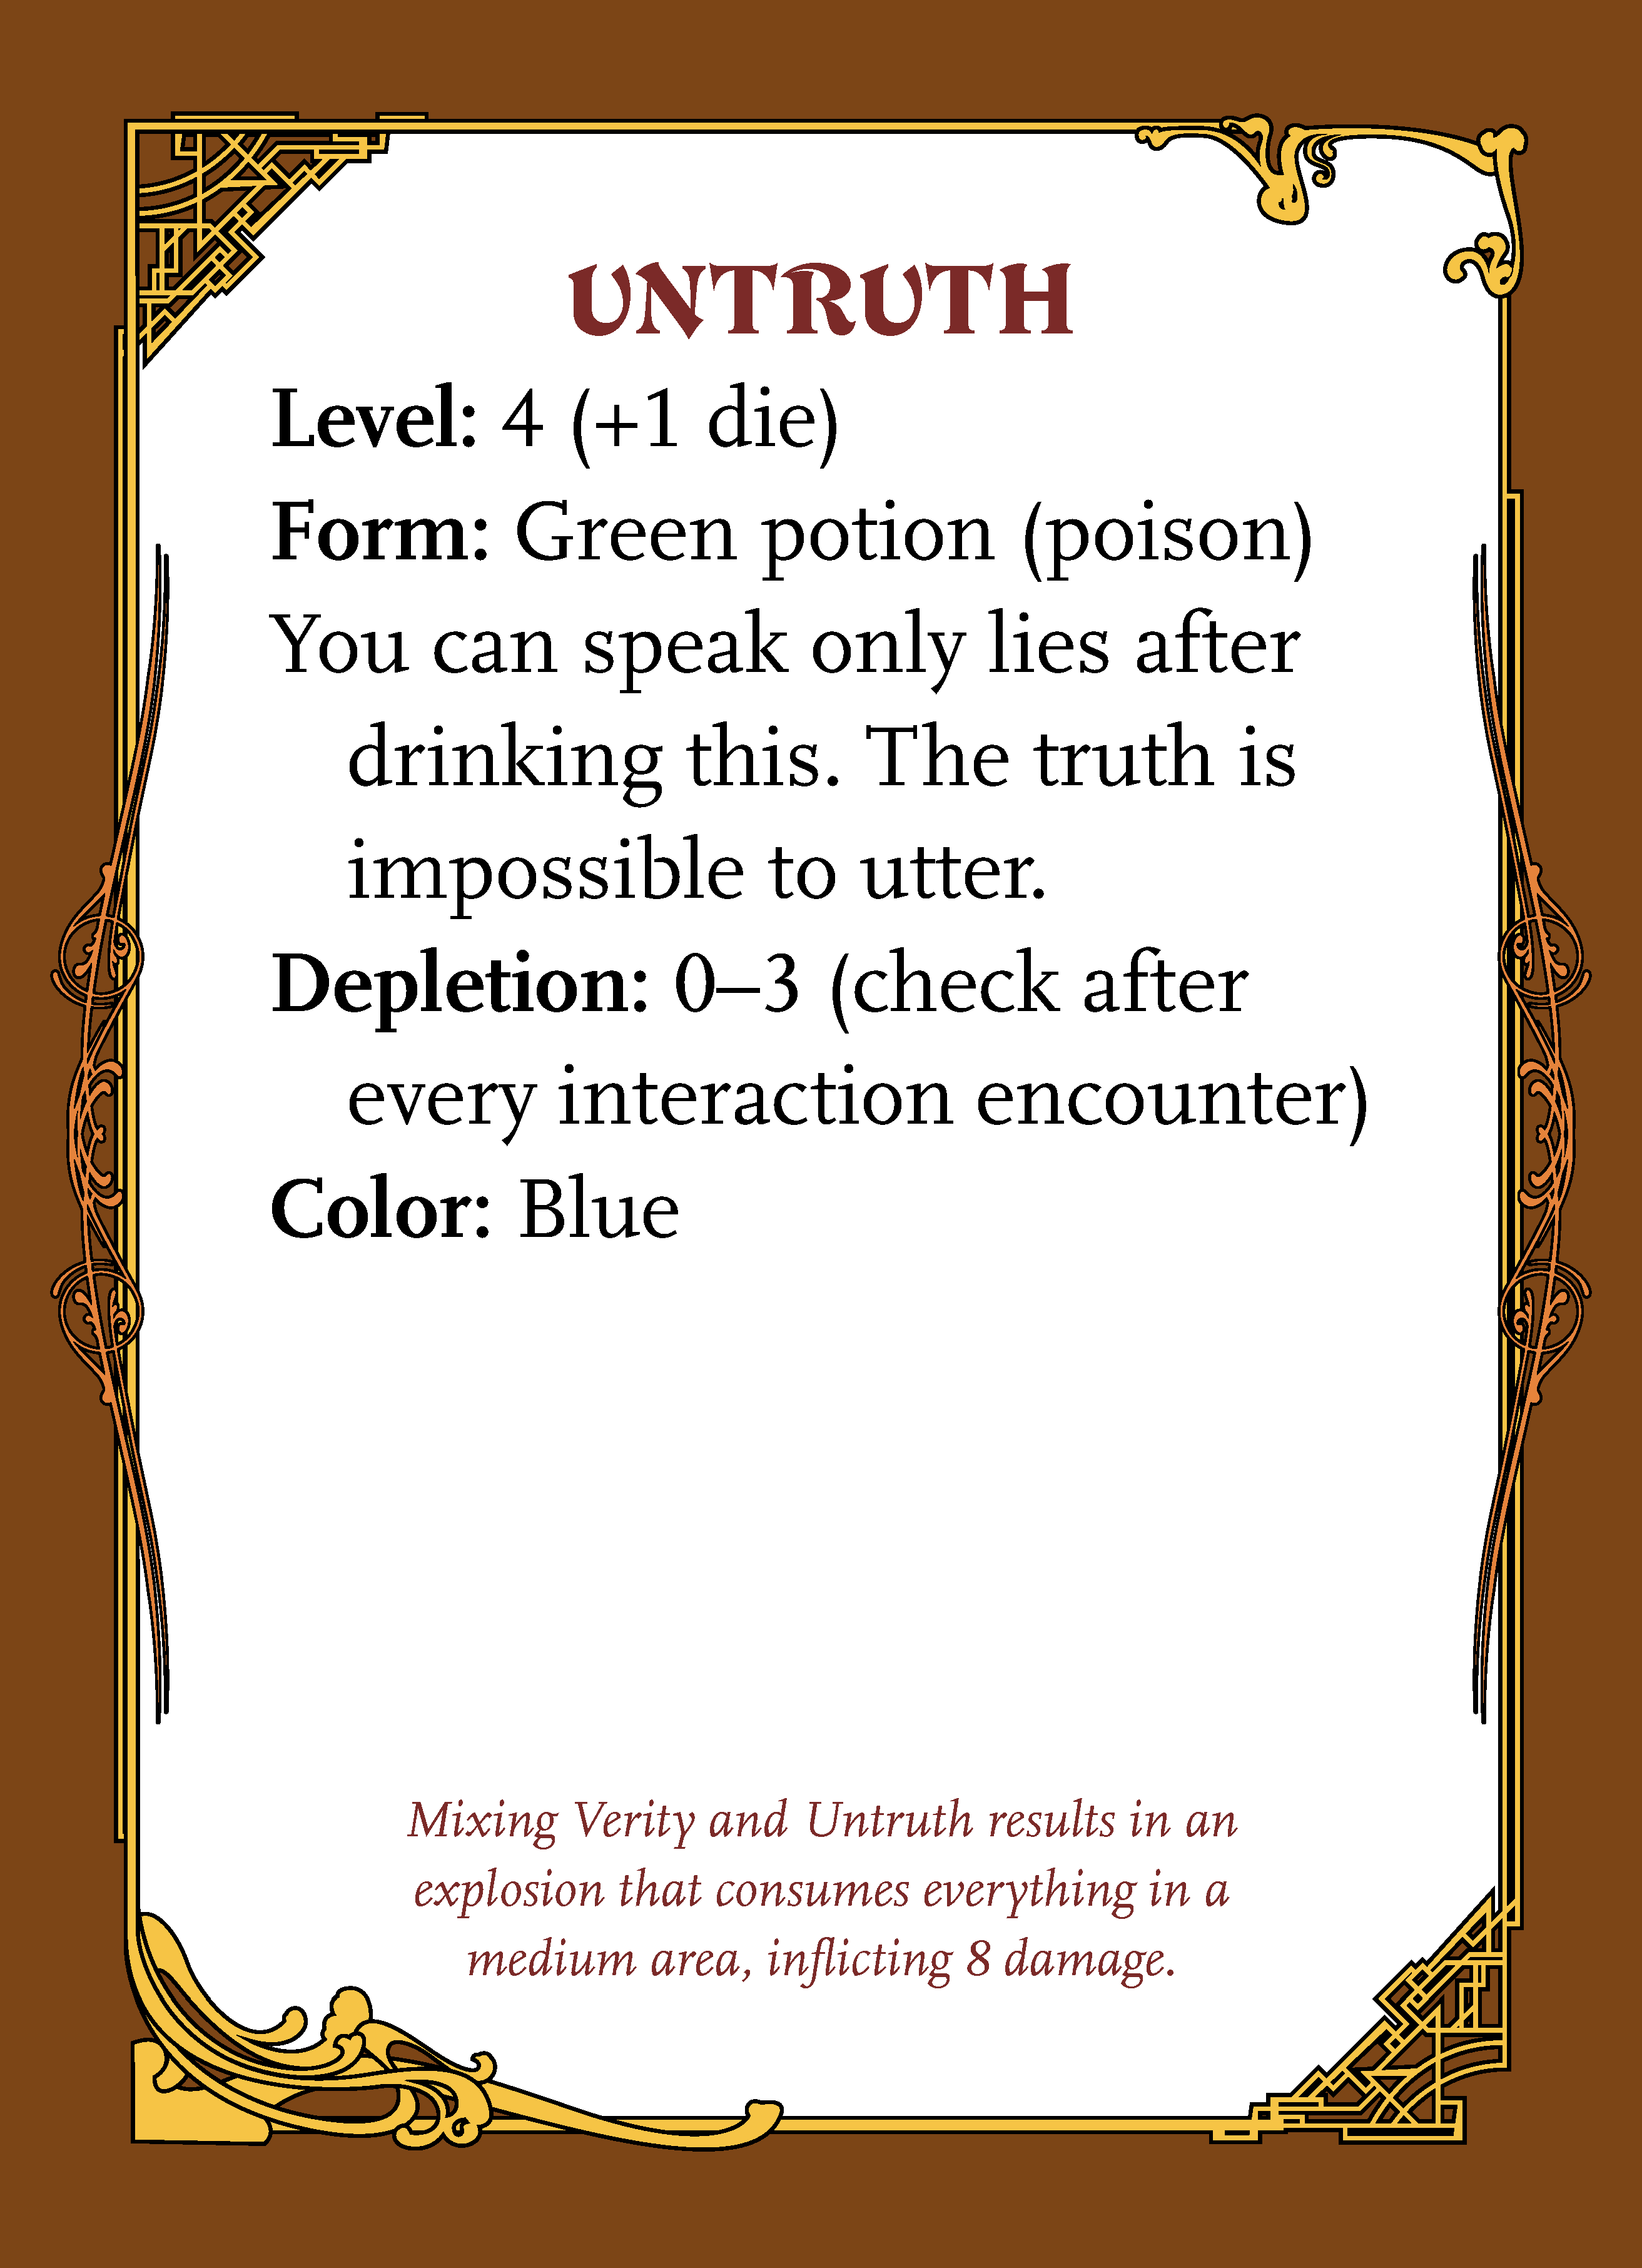 UNTRUTH
Level: 4 (+1 die)
Form: Green potion (poison)
You can speak only lies after
drinking this. The truth is
impossible to utter.
Depletion: 0–3 (check after
every interaction encounter)
Color: Blue
Mixing Verity and Untruth results in an
explosion that consumes everything in a
medium area, inflicting 8 damage.